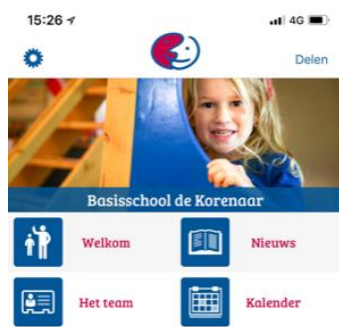 15:26 4G
Delen
Basisschool de Korenaar
Welkom Nieuws
Het team Kalender